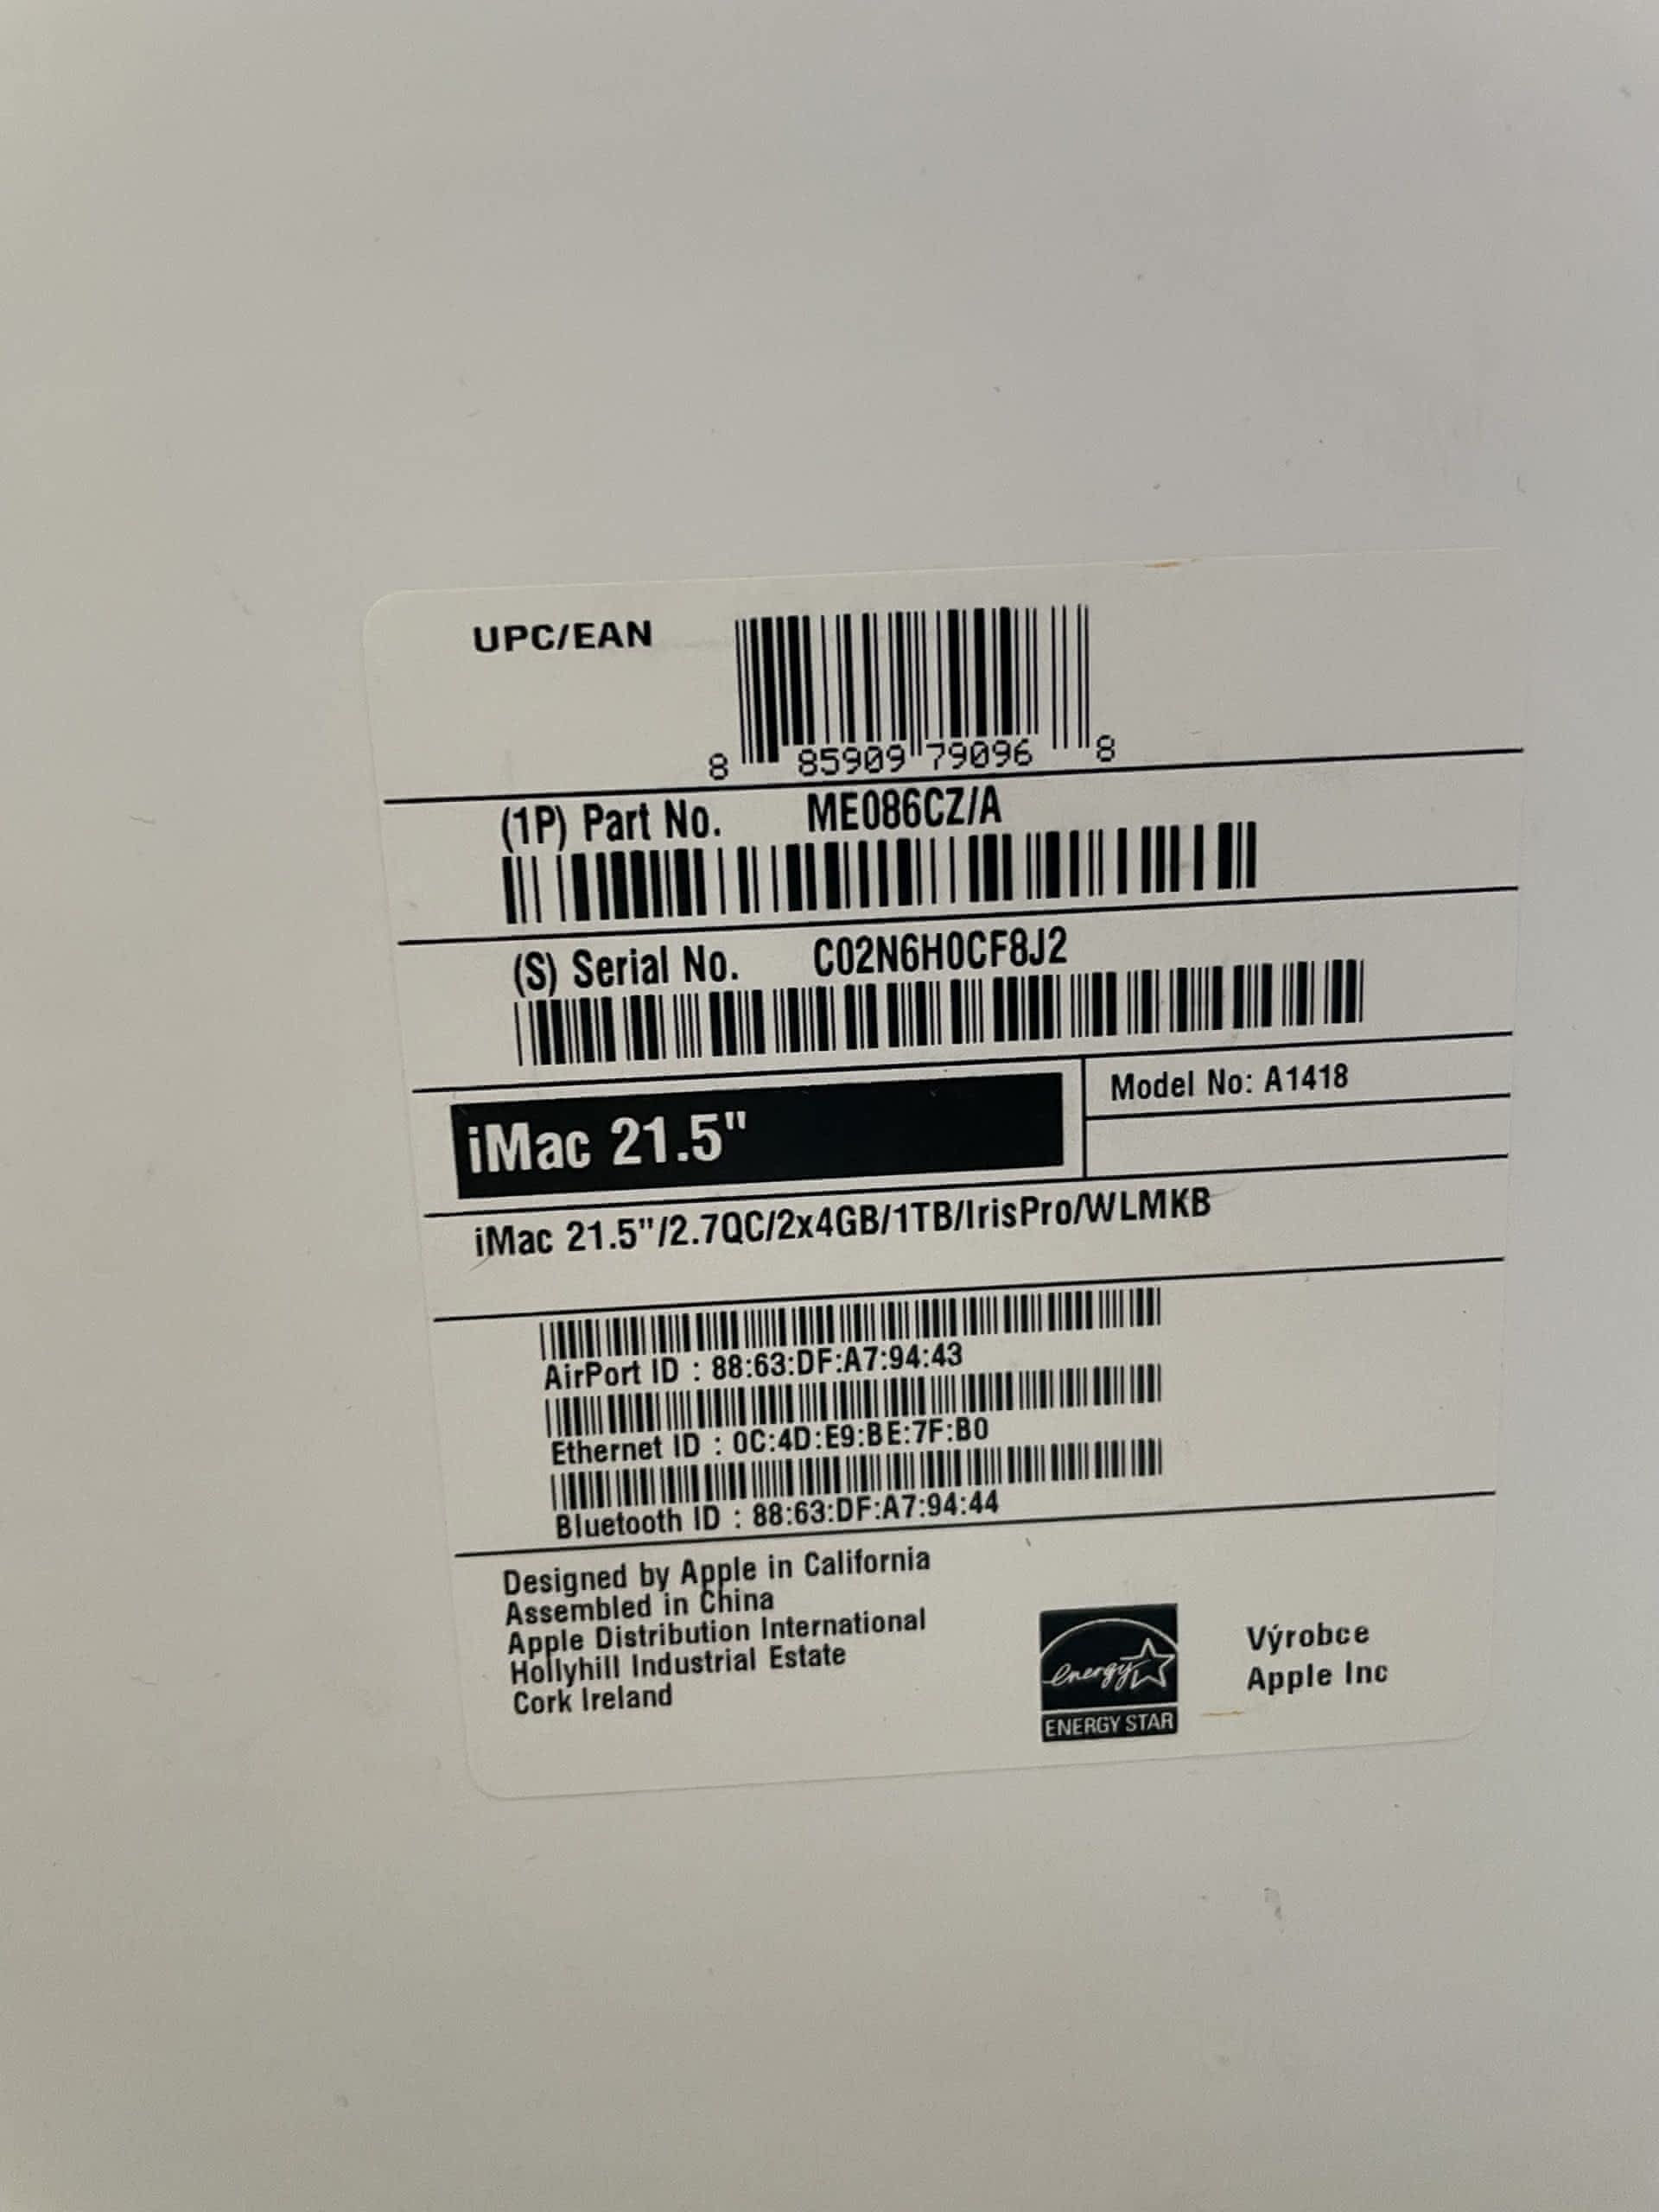 UPC/EAN
8 85909 79096 8
(1P) Part No. ME086CZ/A
(S) Serial No. C02N6H0CF8J2
iMac 21.5"
Model No: A1418
iMac 21.5"/2.7QC/2x4GB/1TB/IrisPro/WLMKB
AirPort ID : 88:63:DF:A7:94:43
Ethernet ID : 0C:4D:E9:BE:7F:B0
Bluetooth ID : 88:63:DF:A7:94:44
Designed by Apple in California
Assembled in China
Apple Distribution International
Hollyhill Industrial Estate
Cork Ireland
energy
ENERGY STAR
Výrobce
Apple Inc